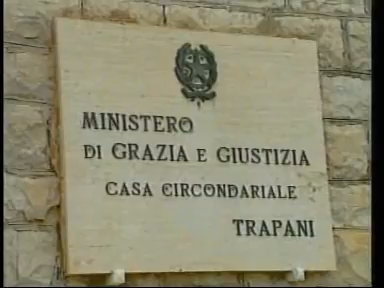 MINISTERO
DI GRAZIA E GIUSTIZIA
CASA CIRCONDARIALE
TRAPANI